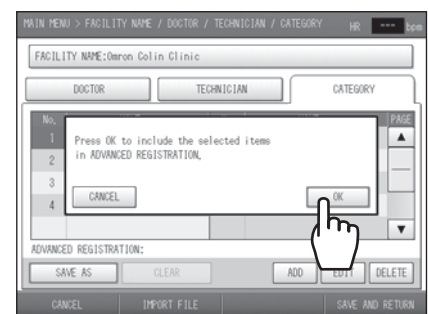 MAIN MENU > FACILITY NAME / DOCTOR / TECHNICIAN / CATEGORY HR --- bpm
FACILITY NAME:Omron Colin Clinic
DOCTOR TECHNICIAN CATEGORY
No. PAGE
1
2
3
4
Press OK to include the selected items
in ADVANCED REGISTRATION.
CANCEL OK
ADVANCED REGISTRATION:
SAVE AS CLEAR ADD EDIT DELETE
CANCEL IMPORT FILE SAVE AND RETURN